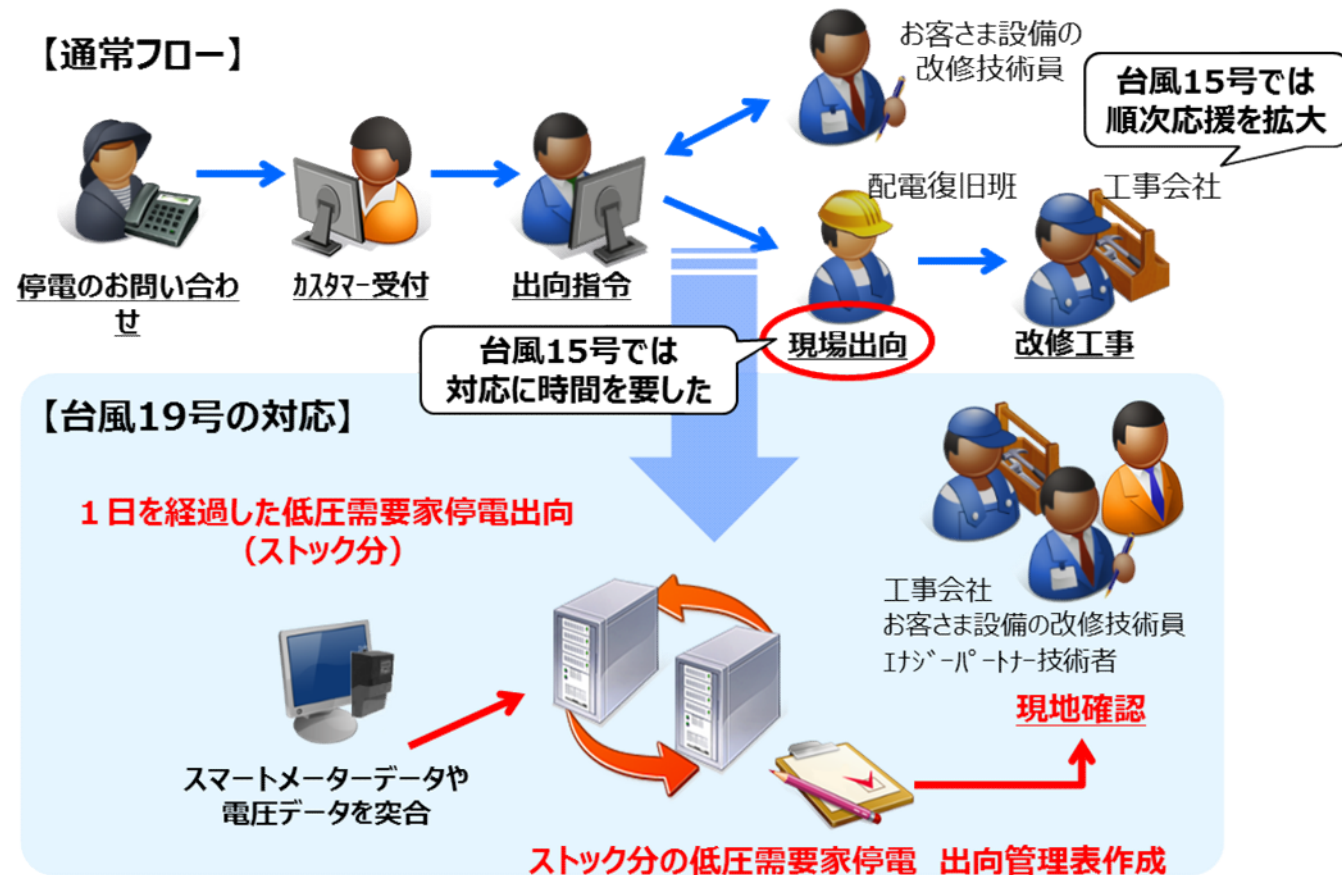 【通常フロー】
お客さま設備の
改修技術員
台風15号では
順次応援を拡大
配電復旧班
工事会社
停電のお問い合わ
せ
ｶｽﾀﾏｰ受付
出向指令
現場出向
改修工事
台風15号では
対応に時間を要した
【台風19号の対応】
１日を経過した低圧需要家停電出向
（ストック分）
工事会社
お客さま設備の改修技術員
ｴﾅｼﾞｰﾊﾟｰﾄﾅｰ技術者
現地確認
スマートメーターデータや
電圧データを突合
ストック分の低圧需要家停電 出向管理表作成